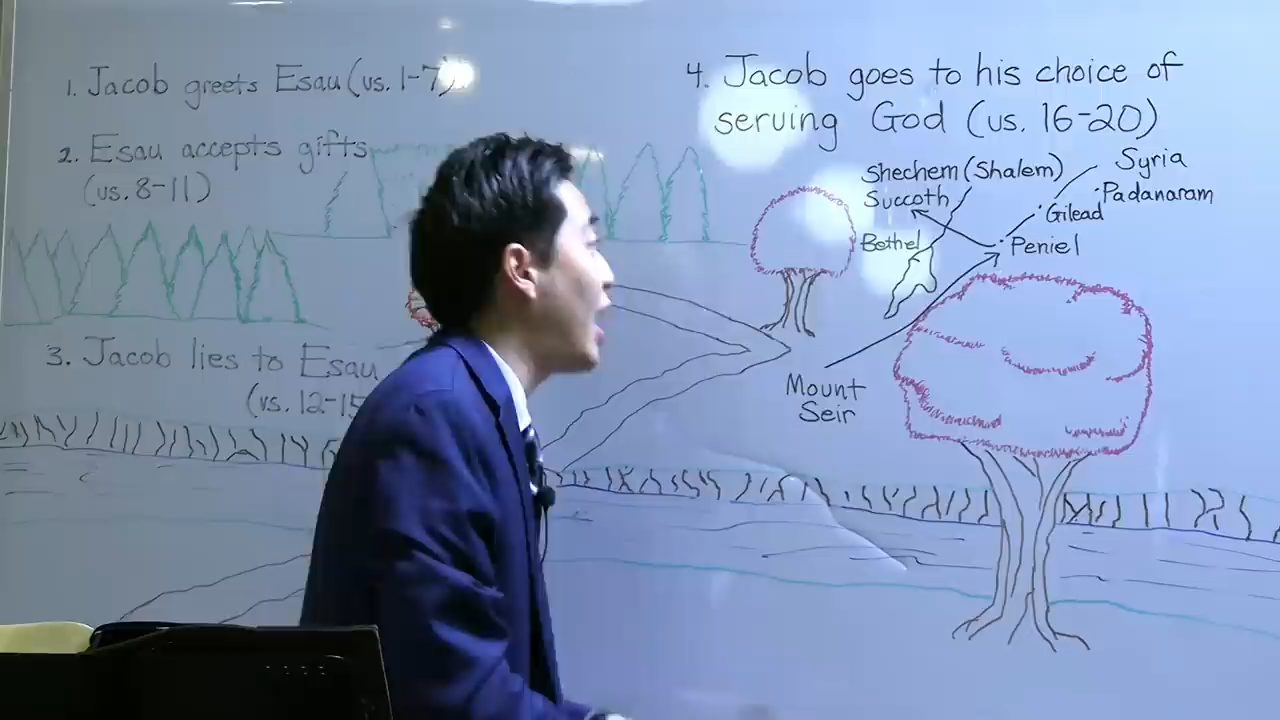 1. Jacob greets Esau (vs. 1-7)
2. Esau accepts gifts
(vs. 8-11)
3. Jacob lies to Esau
(vs. 12-15
4. Jacob goes to his choice of
serving God (vs. 16-20)
Shechem (Shalem)
Succoth
Bethel
Syria
Padanaram
Gilead
Peniel
Mount
Seir